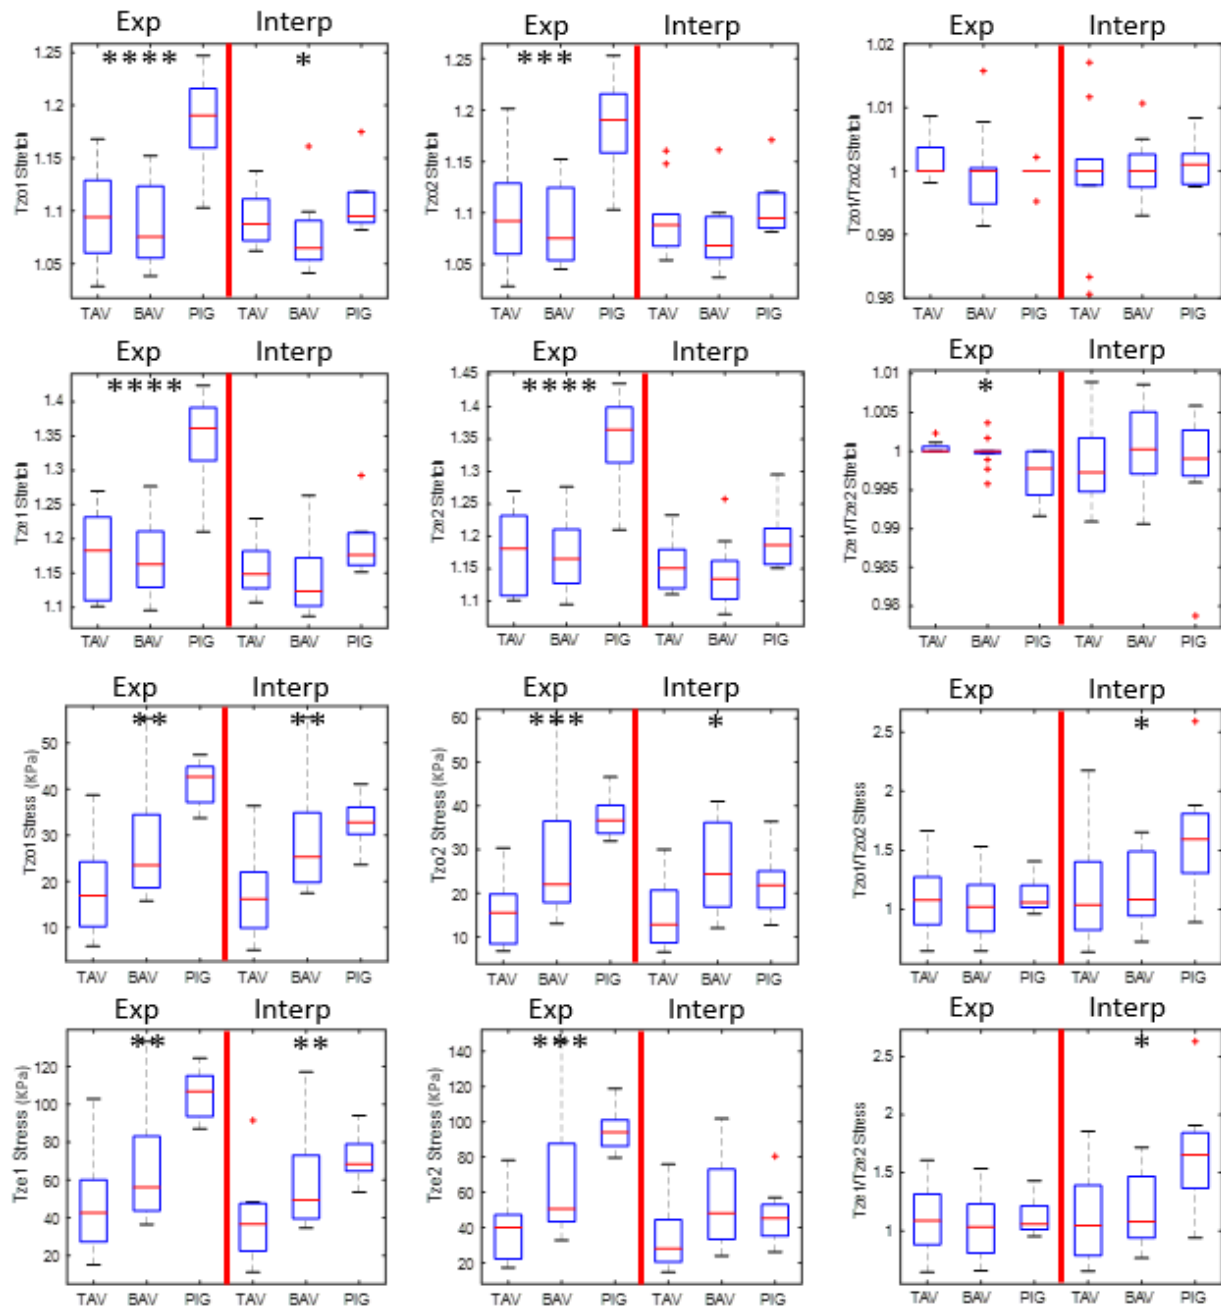 Exp Interp
****
*
Tzo1 Stretch
1.25
1.2
1.15
1.1
1.05
TAV BAV PIG TAV BAV PIG
Exp Interp
***
Tzo2 Stretch
1.25
1.2
1.15
1.1
1.05
TAV BAV PIG TAV BAV PIG
Exp Interp
Tzo1/Tzo2 Stretch
1.02
1.01
1
0.99
0.98
TAV BAV PIG TAV BAV PIG
Exp Interp
****
Tze1 Stretch
1.4
1.35
1.3
1.25
1.2
1.15
1.1
TAV BAV PIG TAV BAV PIG
Exp Interp
****
Tze2 Stretch
1.45
1.4
1.35
1.3
1.25
1.2
1.15
1.1
TAV BAV PIG TAV BAV PIG
Exp Interp
*
Tze1/Tze2 Stretch
1.01
1.005
1
0.995
0.99
0.985
0.98
TAV BAV PIG TAV BAV PIG
Exp Interp
**
**
Tzo1 Stress (KPa)
50
40
30
20
10
TAV BAV PIG TAV BAV PIG
Exp Interp
***
*
Tzo2 Stress (KPa)
60
50
40
30
20
10
TAV BAV PIG TAV BAV PIG
Exp Interp
*
Tzo1/Tzo2 Stress
2.5
2
1.5
1
TAV BAV PIG TAV BAV PIG
Exp Interp
**
**
Tze1 Stress (KPa)
120
100
80
60
40
20
TAV BAV PIG TAV BAV PIG
Exp Interp
***
Tze2 Stress (KPa)
140
120
100
80
60
40
20
TAV BAV PIG TAV BAV PIG
Exp Interp
*
Tze1/Tze2 Stress
2.5
2
1.5
1
TAV BAV PIG TAV BAV PIG